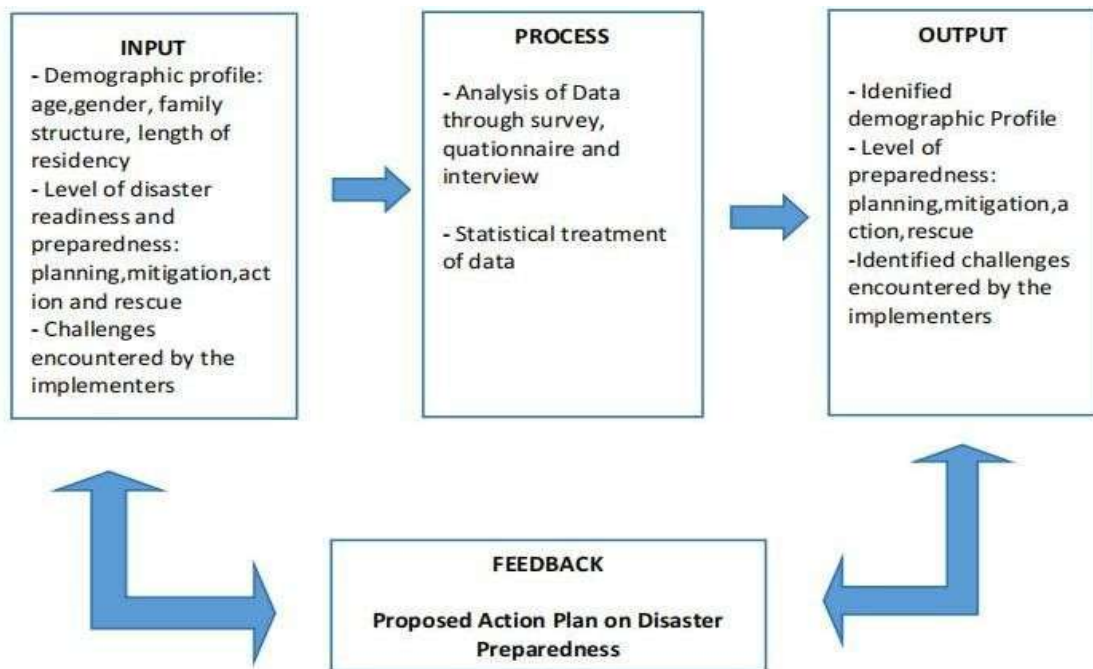 INPUT
- Demographic profile:
age,gender, family
structure, length of
residency
- Level of disaster
readiness and
preparedness:
planning,mitigation,act
ion and rescue
- Challenges
encountered by the
implementers
PROCESS
- Analysis of Data
through survey,
quationnaire and
interview
- Statistical treatment
of data
OUTPUT
- Idenified
demographic Profile
- Level of
preparedness:
planning,mitigation,a
ction,rescue
-Identified challenges
encountered by the
implementers
FEEDBACK
Proposed Action Plan on Disaster
Preparedness